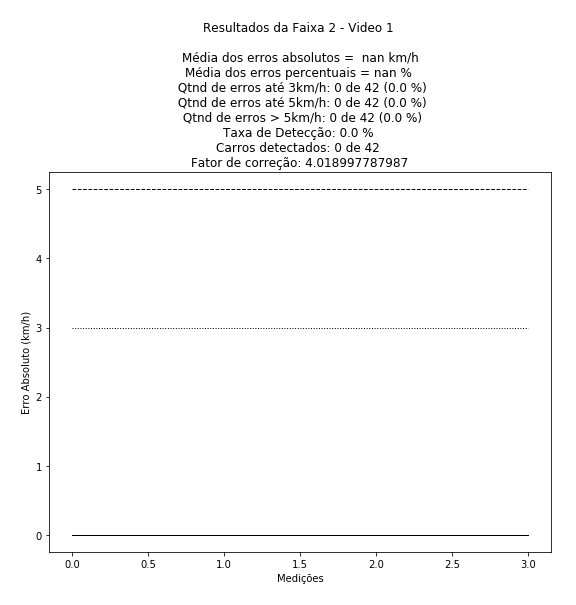 Resultados da Faixa 2 - Video 1
Média dos erros absolutos =  nan km/h
Média dos erros percentuais = nan %
Qtnd de erros até 3km/h: 0 de 42 (0.0 %)
Qtnd de erros até 5km/h: 0 de 42 (0.0 %)
Qtnd de erros > 5km/h: 0 de 42 (0.0 %)
Taxa de Detecção: 0.0 %
Carros detectados: 0 de 42
Fator de correção: 4.018997787987
5
4
3
2
1
0
Erro Absoluto (km/h)
0.0 0.5 1.0 1.5 2.0 2.5 3.0
Medições